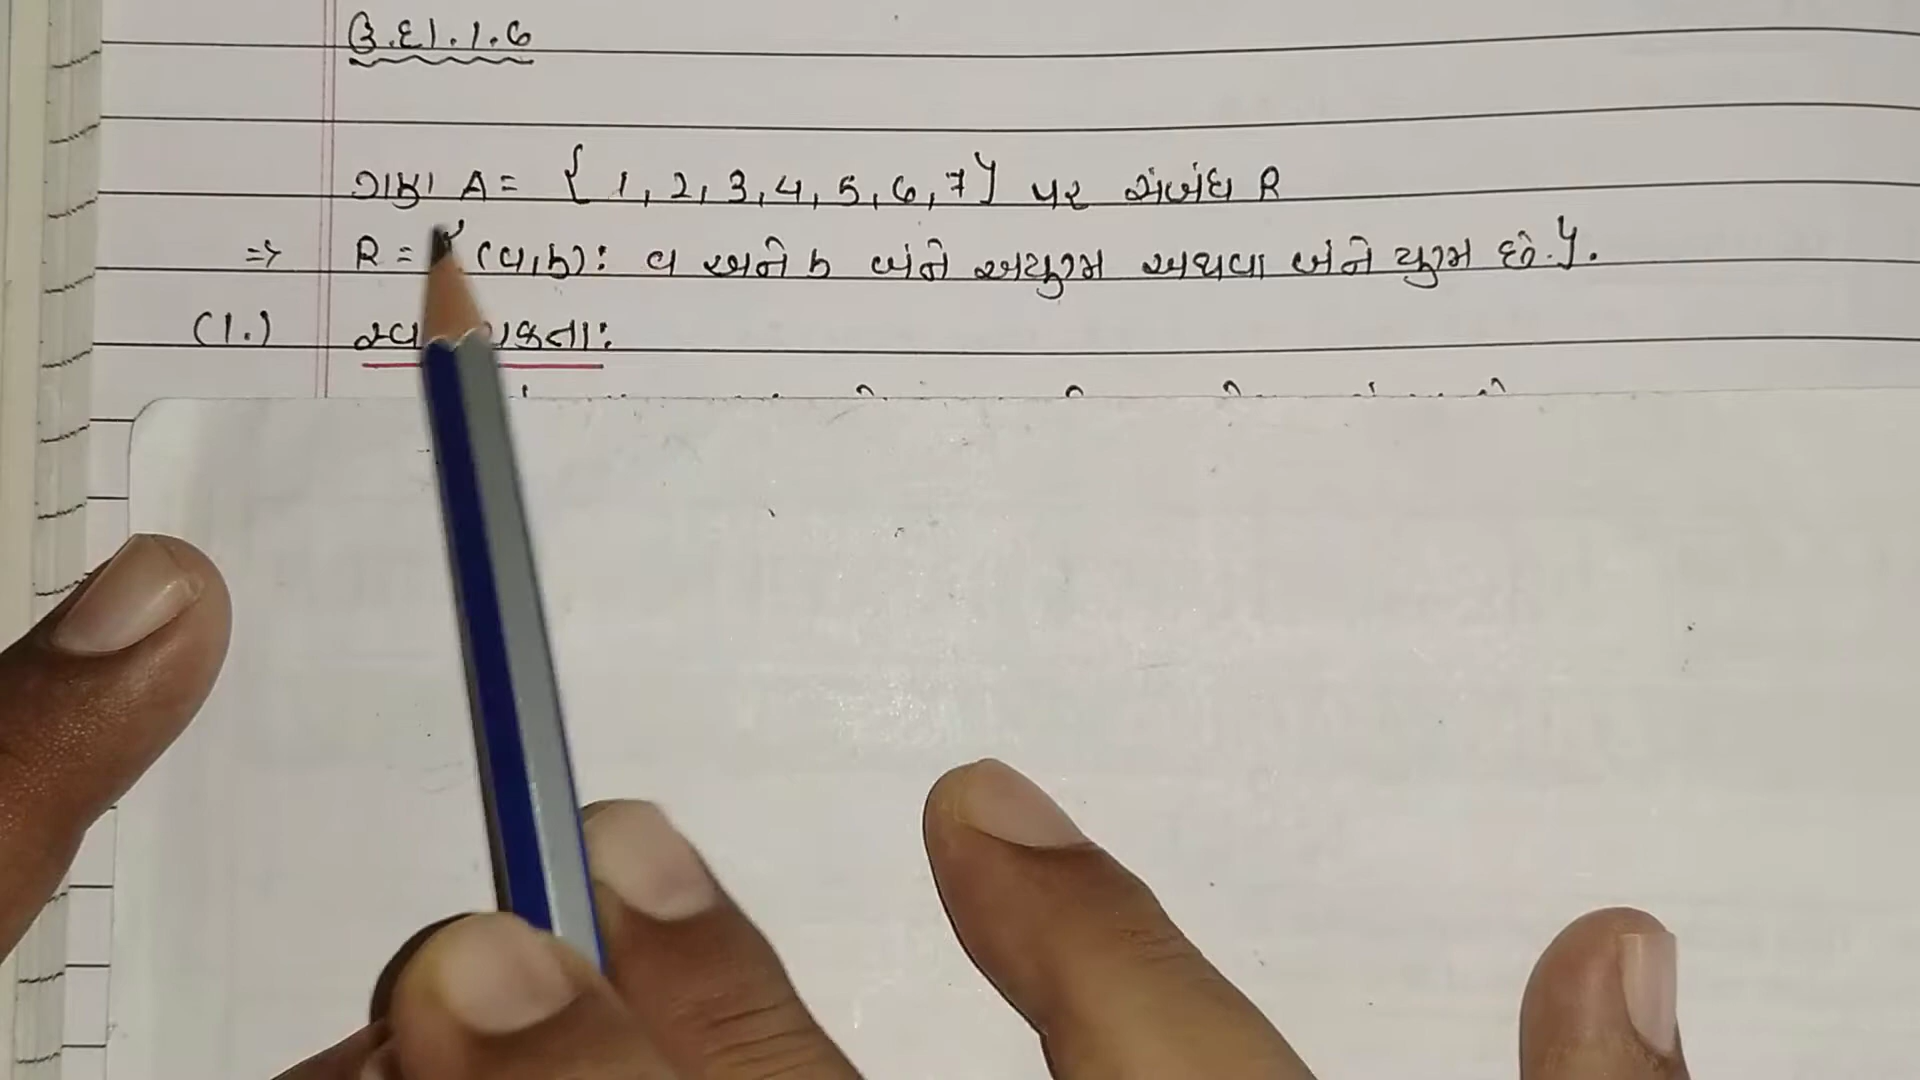 ઉ.દા.1.6
ગણ A = { 1, 2, 3, 4, 5, 6, 7} પર સંબંધ R
⇒ R = { (a,b): a અને b બંને અયુગ્મ અથવા બંને યુગ્મ છે.}.
(1.)